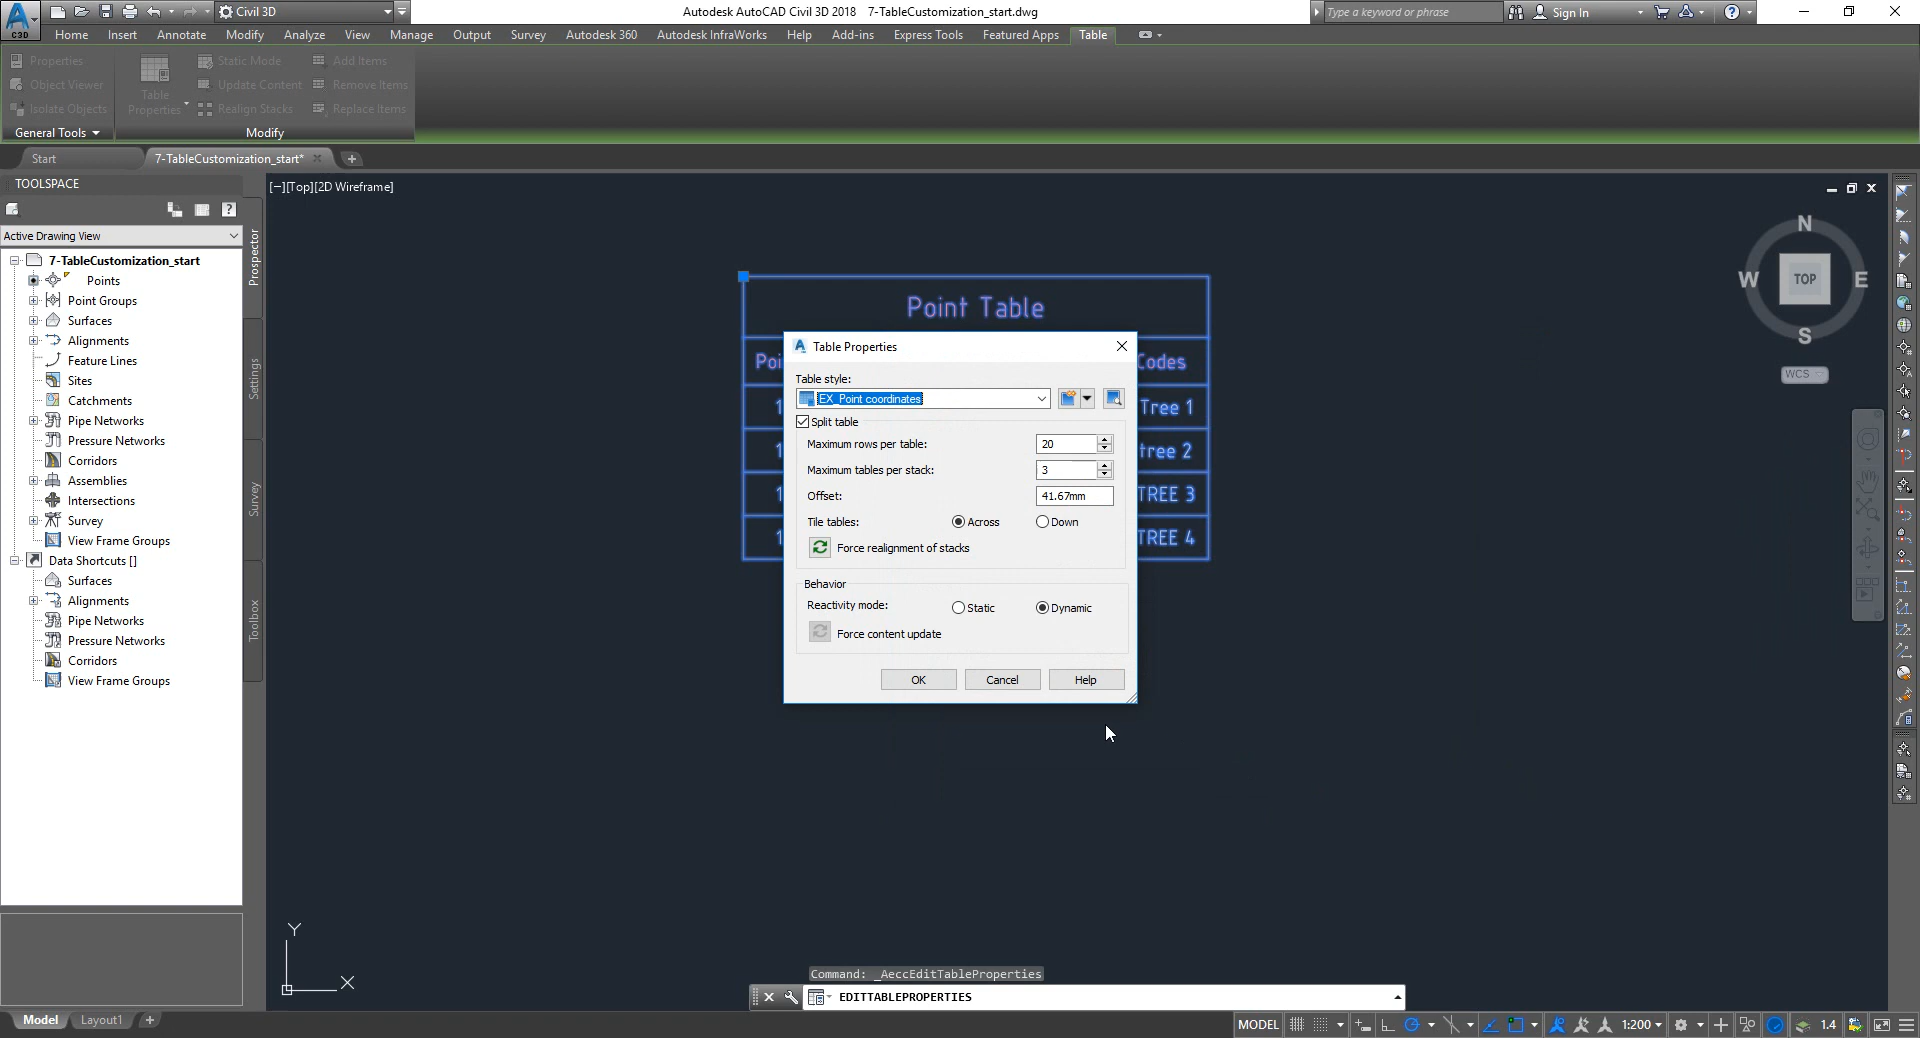 Civil 3D
Autodesk AutoCAD Civil 3D 2018 7-TableCustomization_start.dwg
Type a keyword or phrase
Sign In
C3D
Home Insert Annotate Modify Analyze View Manage Output Survey Autodesk 360 Autodesk InfraWorks Help Add-ins Express Tools Featured Apps Table
Properties
Object Viewer
Isolate Objects
Table
Properties
Static Mode
Update Content
Realign Stacks
Add Items
Remove Items
Replace Items
General Tools
Modify
Start
7-TableCustomization_start*
TOOLSPACE
Active Drawing View
7-TableCustomization_start
Points
Point Groups
Surfaces
Alignments
Feature Lines
Sites
Catchments
Pipe Networks
Pressure Networks
Corridors
Assemblies
Intersections
Survey
View Frame Groups
Data Shortcuts []
Surfaces
Alignments
Pipe Networks
Pressure Networks
Corridors
View Frame Groups
Prospector
Settings
Survey
Toolbox
[−][Top][2D Wireframe]
Point Table
Poi
Codes
1
Tree 1
1
tree 2
1
TREE 3
1
TREE 4
Table Properties
Table style:
EX_Point coordinates
Split table
Maximum rows per table:
20
Maximum tables per stack:
3
Offset:
41.67mm
Tile tables:
Across
Down
Force realignment of stacks
Behavior
Reactivity mode:
Static
Dynamic
Force content update
OK
Cancel
Help
N
W
TOP
E
S
WCS
Y
X
Command: _AeccEditTableProperties
EDITTABLEPROPERTIES
Model
Layout1
MODEL
1:200
1.4